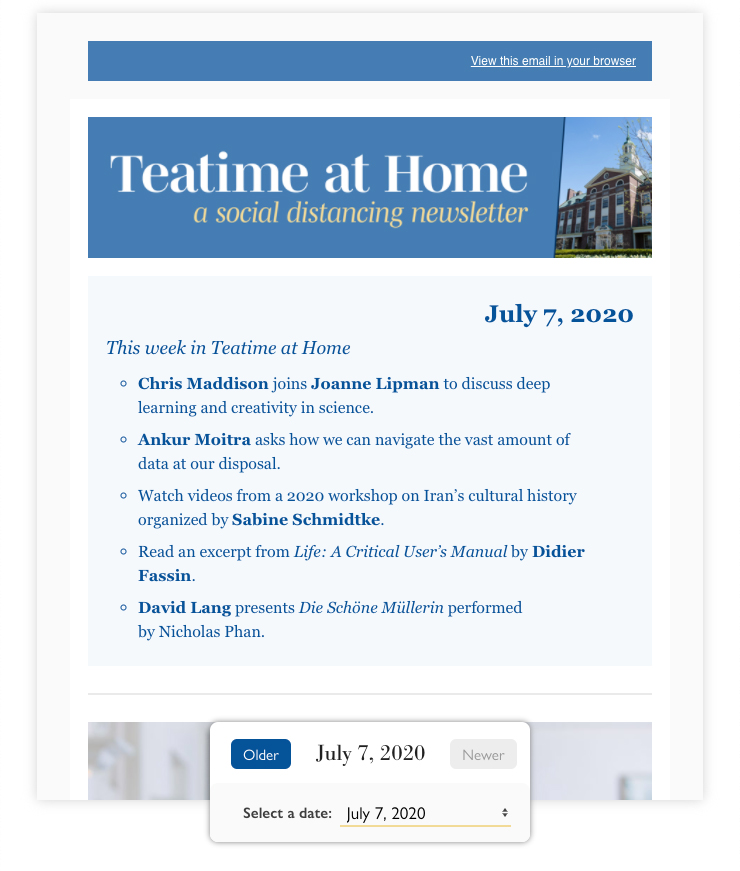 View this email in your browser
Teatime at Home
a social distancing newsletter
July 7, 2020
This week in Teatime at Home
Chris Maddison joins Joanne Lipman to discuss deep
learning and creativity in science.
Ankur Moitra asks how we can navigate the vast amount of
data at our disposal.
Watch videos from a 2020 workshop on Iran’s cultural history
organized by Sabine Schmidtke.
Read an excerpt from Life: A Critical User’s Manual by Didier
Fassin.
David Lang presents Die Schöne Müllerin performed
by Nicholas Phan.
Older July 7, 2020 Newer
Select a date: July 7, 2020